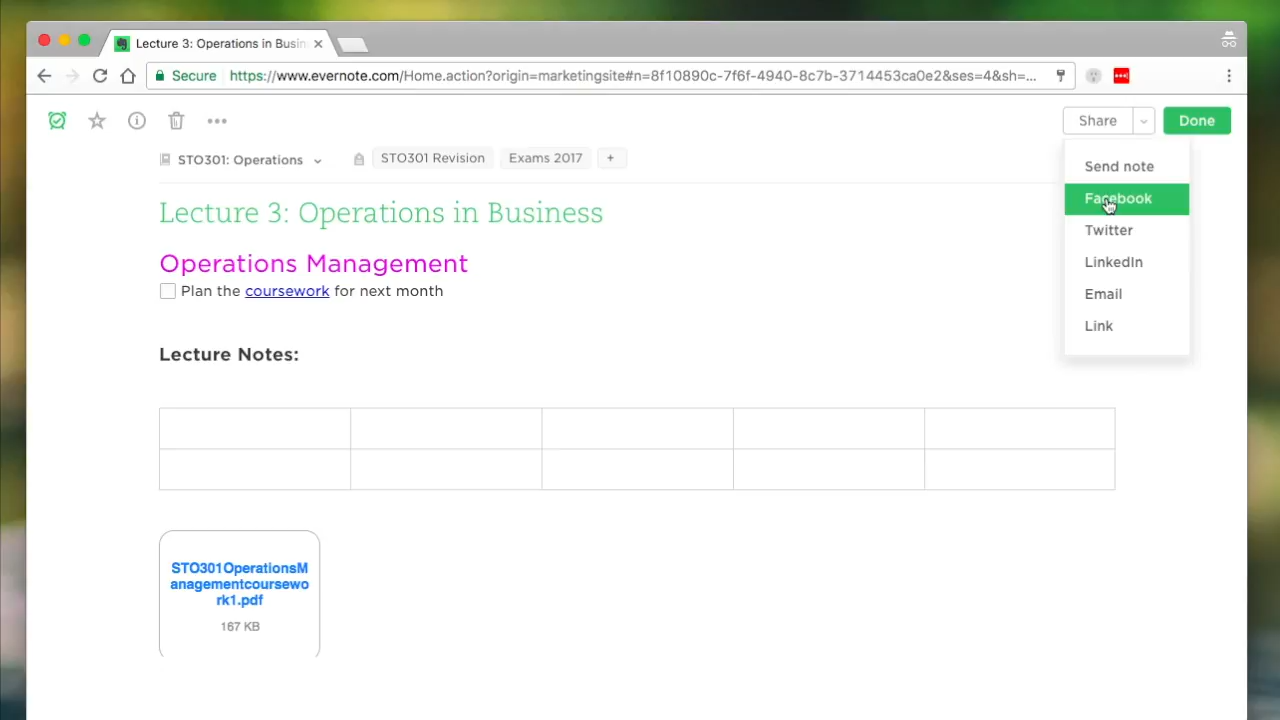 Lecture 3: Operations in Busin
Secure https://www.evernote.com/Home.action?origin=marketingsite#n=8f10890c-7f6f-4940-8c7b-3714453ca0e2&ses=4&sh=...
Share
Done
STO301: Operations
STO301 Revision
Exams 2017
+
Send note
Facebook
Twitter
LinkedIn
Email
Link
Lecture 3: Operations in Business
Operations Management
Plan the coursework for next month
Lecture Notes:
STO301OperationsM
anagementcoursewo
rk1.pdf
167 KB